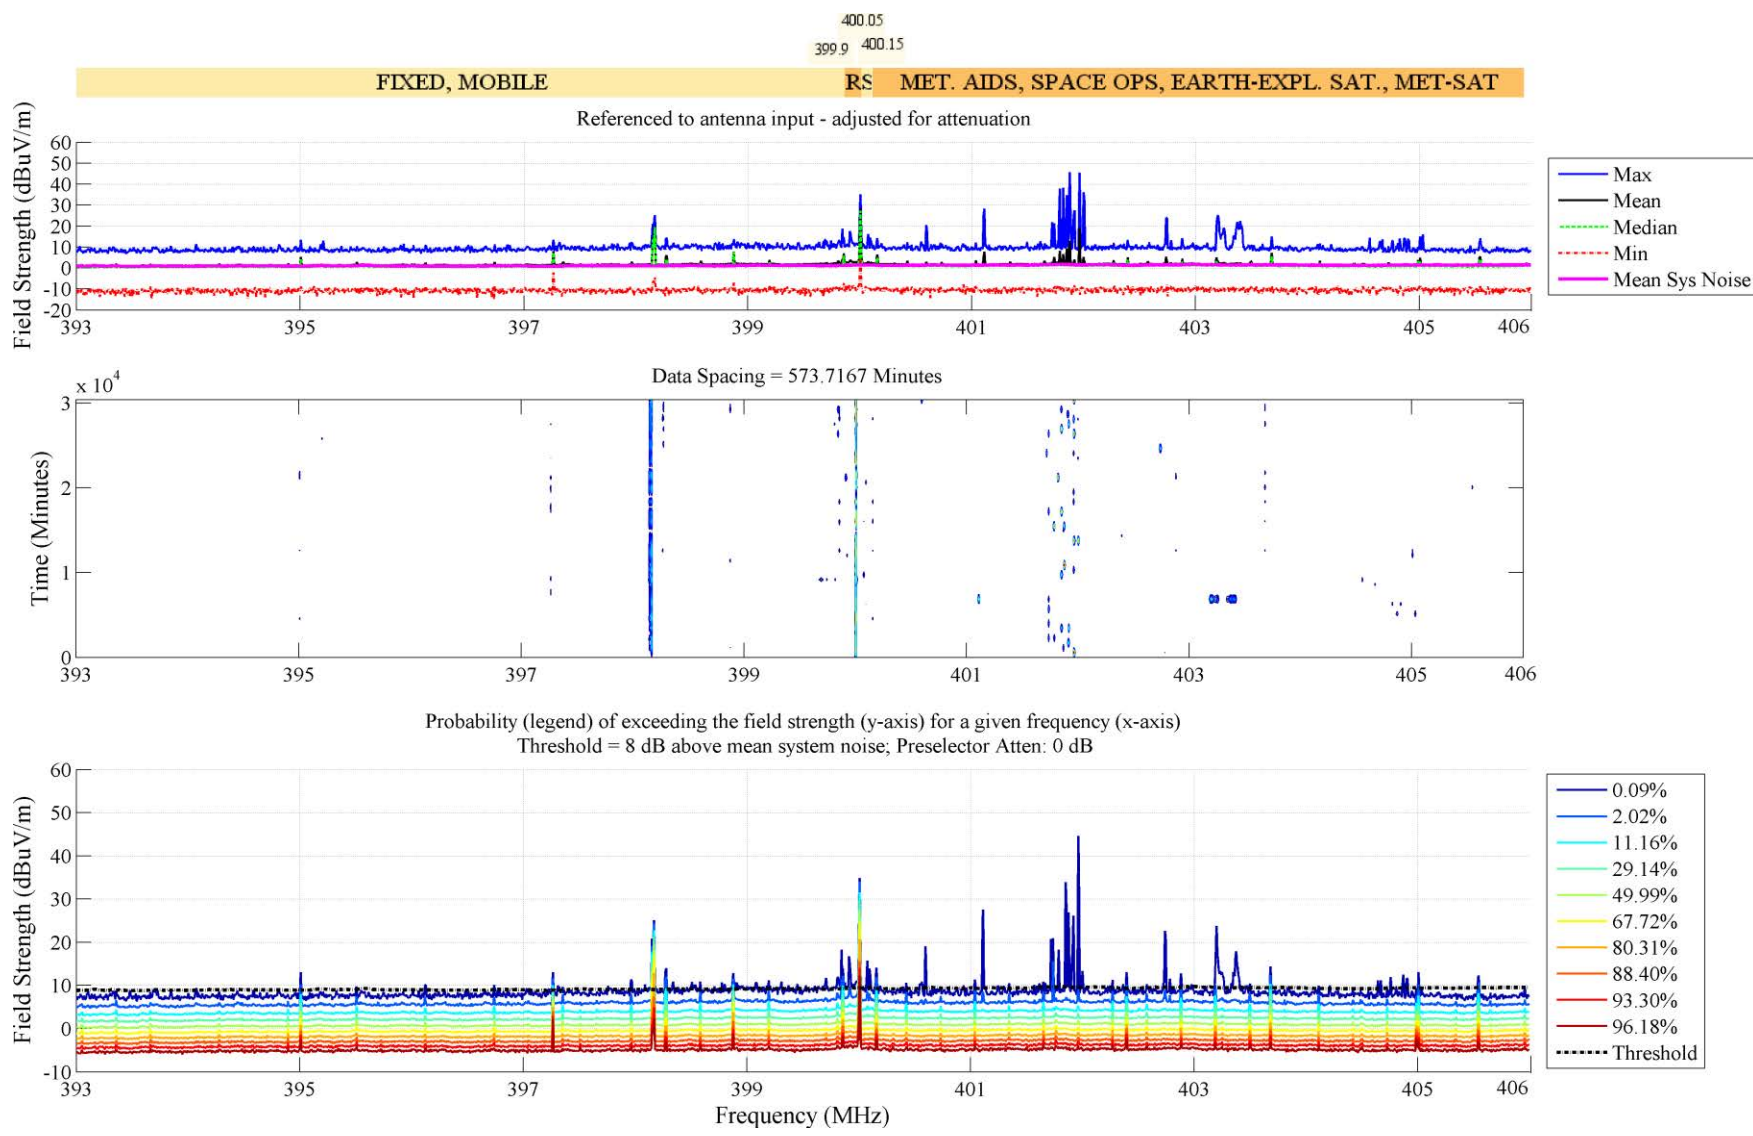 400.05
399.9 400.15
FIXED, MOBILE RS MET. AIDS, SPACE OPS, EARTH-EXPL. SAT., MET-SAT
Referenced to antenna input - adjusted for attenuation
Field Strength (dBuV/m)
60
50
40
30
20
10
0
-10
-20
393 395 397 399 401 403 405 406
Max
Mean
Median
Min
Mean Sys Noise
Data Spacing = 573.7167 Minutes
x 10^4
Time (Minutes)
3
2
1
0
393 395 397 399 401 403 405 406
Probability (legend) of exceeding the field strength (y-axis) for a given frequency (x-axis)
Threshold = 8 dB above mean system noise; Preselector Atten: 0 dB
Field Strength (dBuV/m)
60
50
40
30
20
10
0
-10
393 395 397 399 401 403 405 406
Frequency (MHz)
0.09%
2.02%
11.16%
29.14%
49.99%
67.72%
80.31%
88.40%
93.30%
96.18%
Threshold